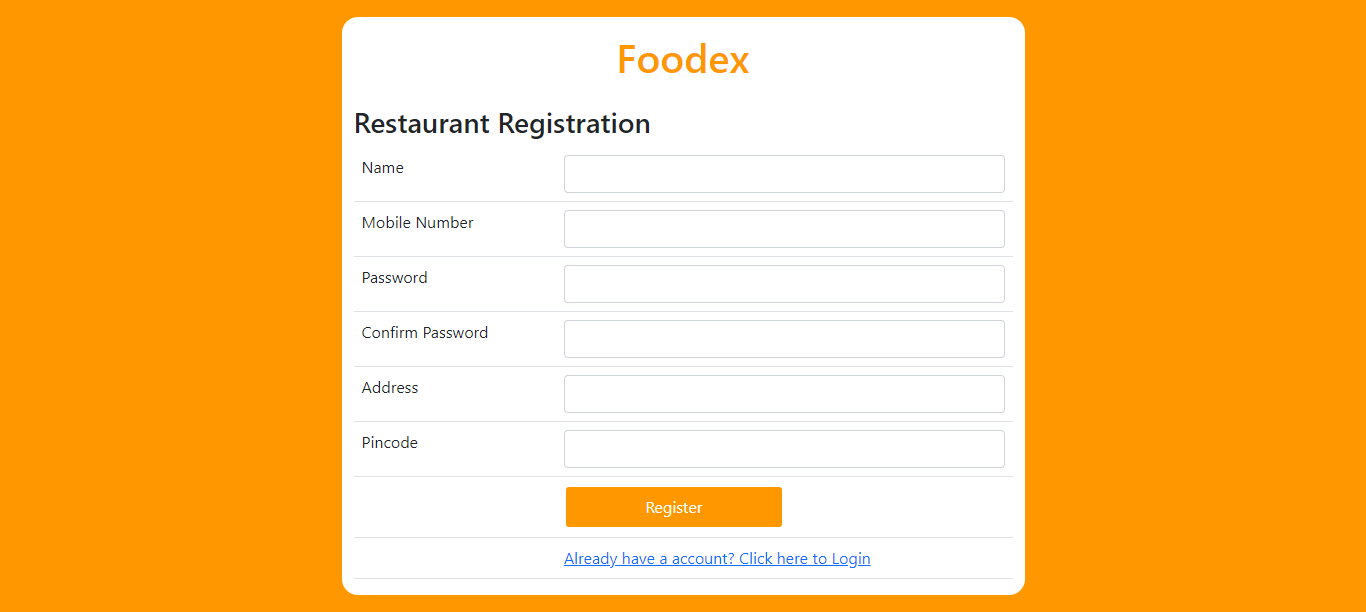 Foodex
Restaurant Registration
Name
Mobile Number
Password
Confirm Password
Address
Pincode
Register
Already have a account? Click here to Login